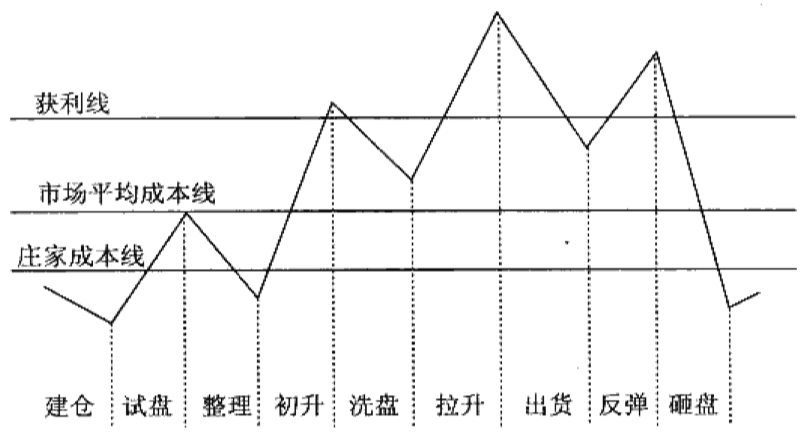 获利线
市场平均成本线
庄家成本线
建仓 试盘 整理 初升 洗盘 拉升 出货 反弹 砸盘